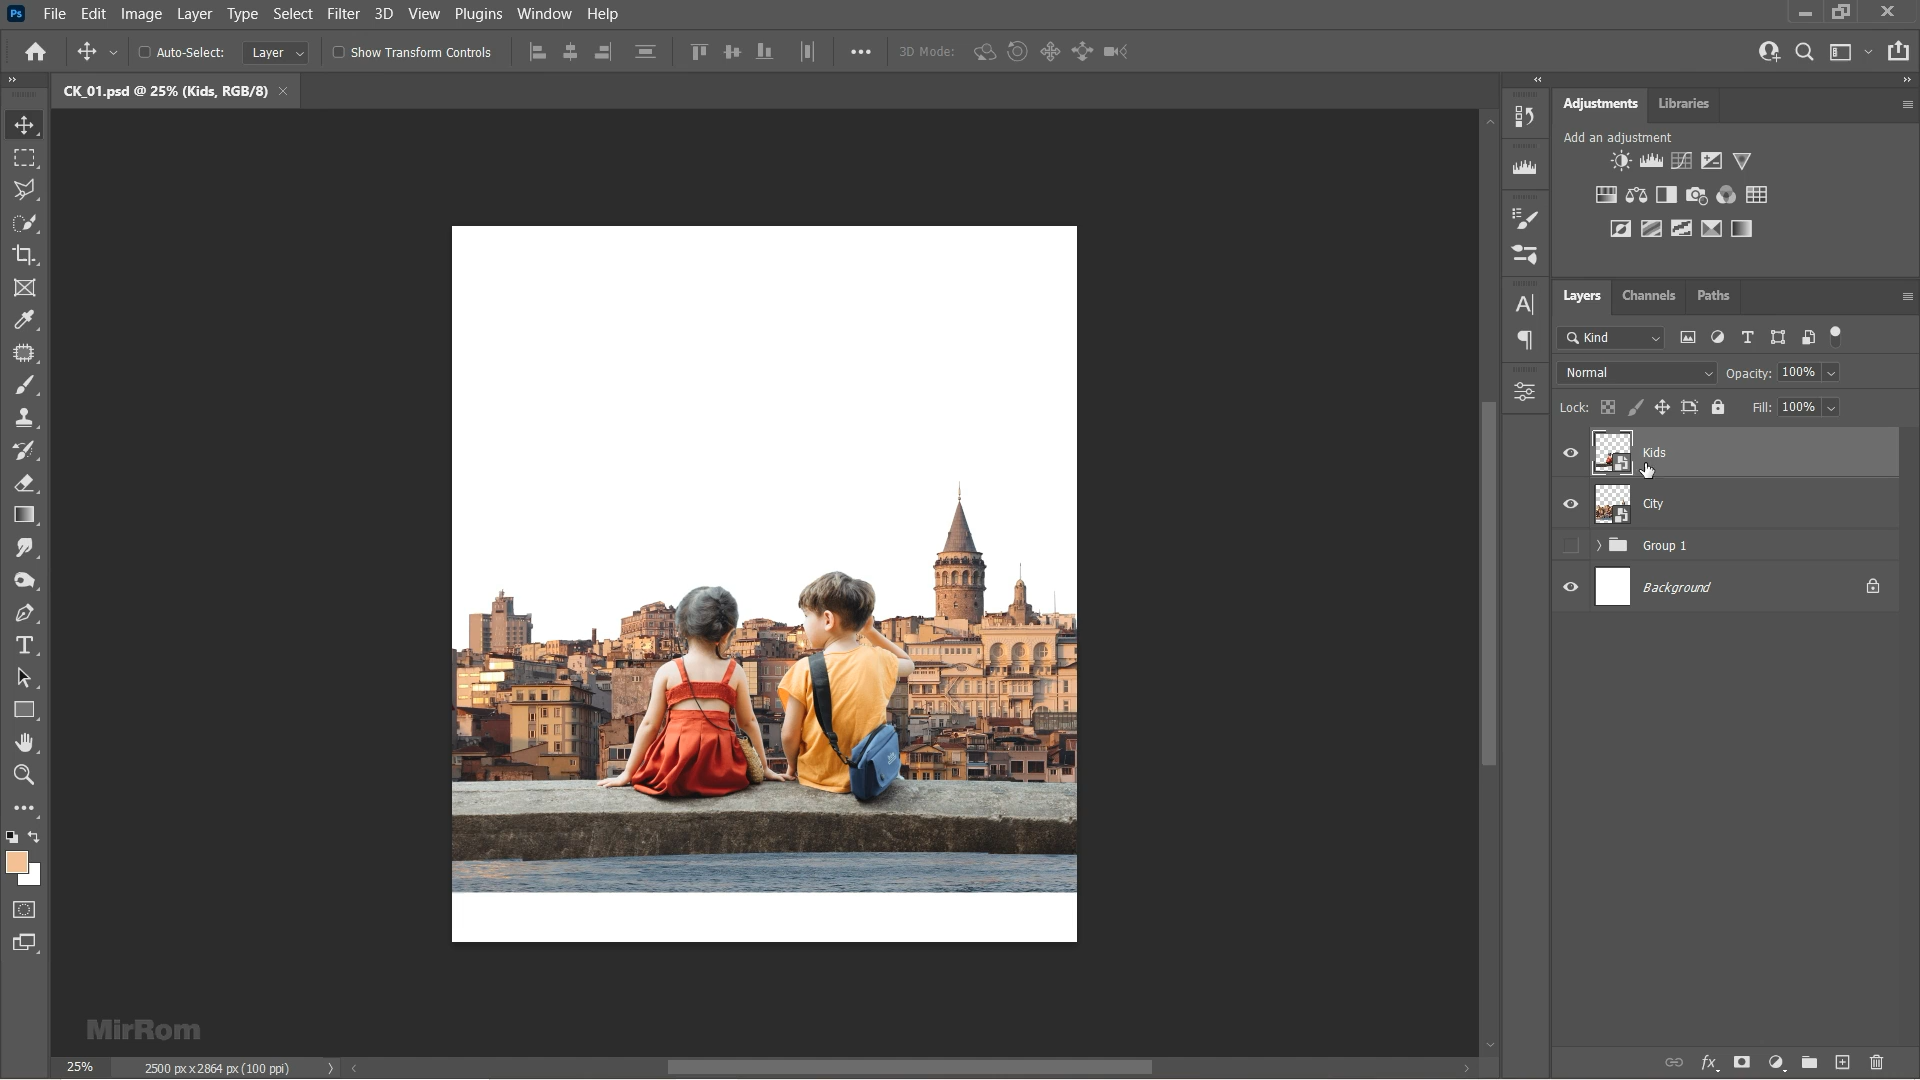 Ps File Edit Image Layer Type Select Filter 3D View Plugins Window Help
Auto-Select: Layer Show Transform Controls 3D Mode:
CK_01.psd @ 25% (Kids, RGB/8)
Adjustments Libraries
Add an adjustment
Layers Channels Paths
Kind
Normal Opacity: 100%
Lock: Fill: 100%
Kids
City
Group 1
Background
MirRom
25% 2500 px x 2864 px (100 ppi)